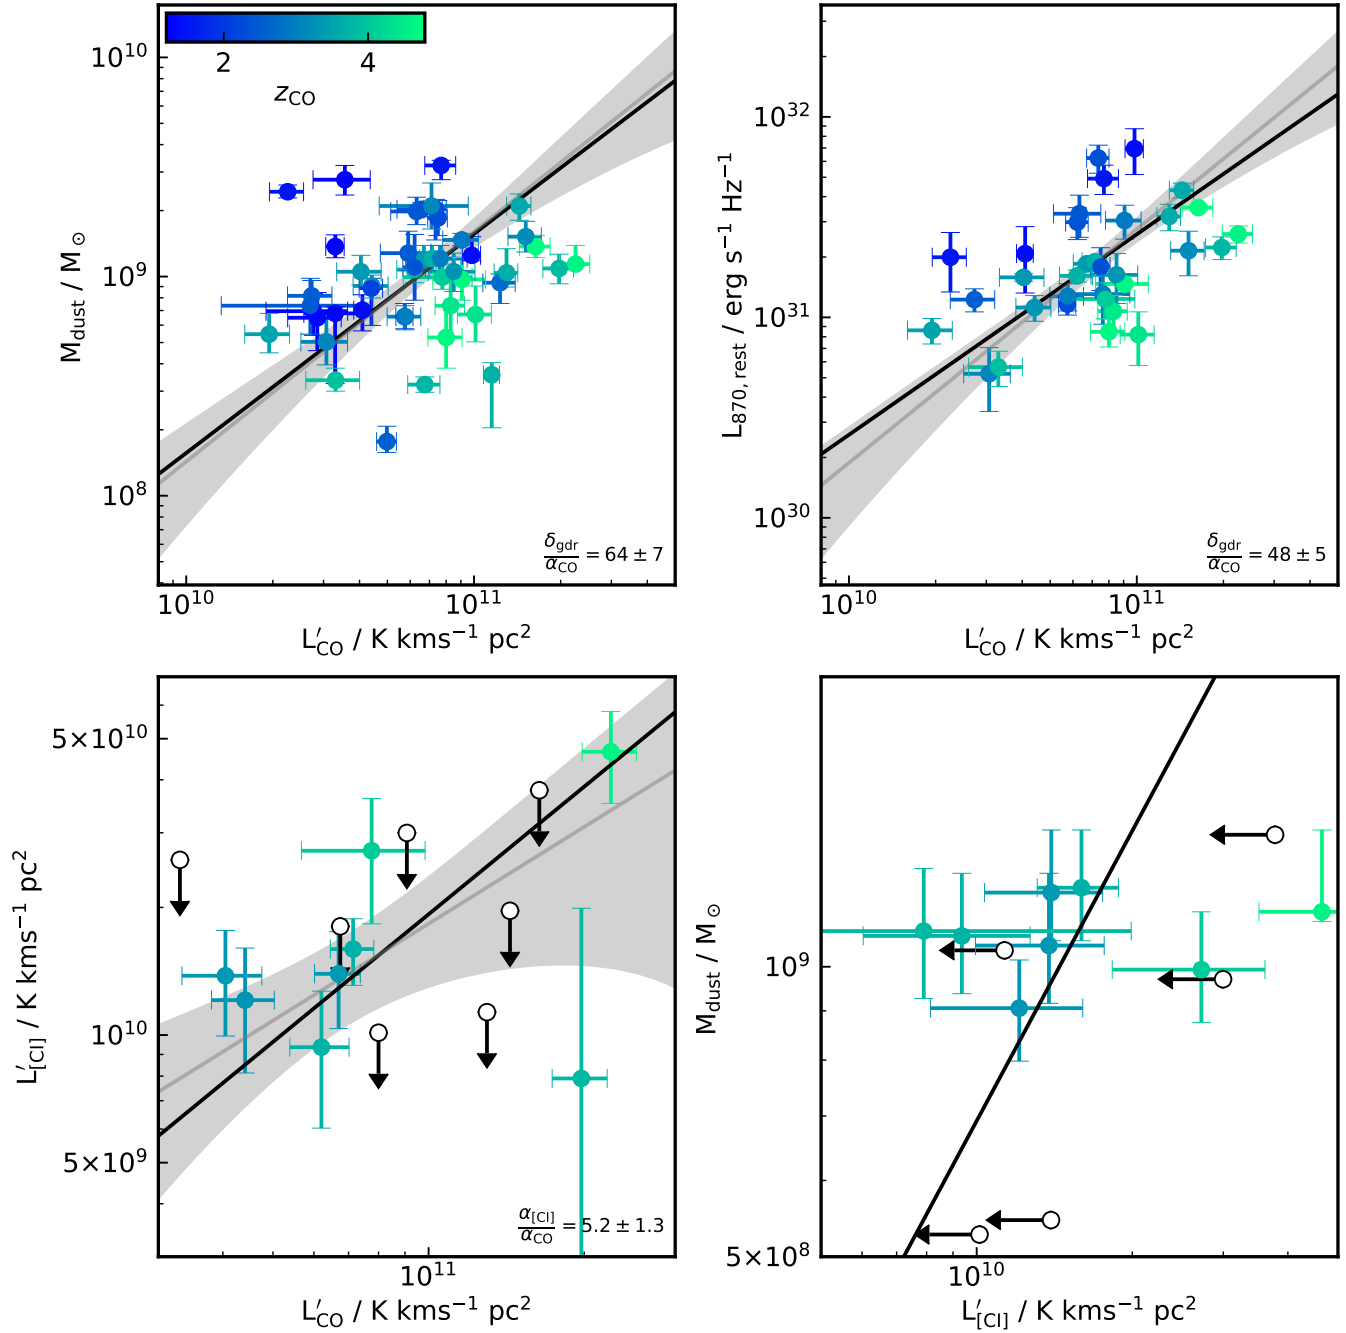 2 4
z_CO
10^10
10^9
10^8
M_dust / M_⊙
δ_gdr/α_CO = 64 ± 7
10^10 10^11
L′_CO / K kms^−1 pc^2
10^32
10^31
10^30
L_870,rest / erg s^−1 Hz^−1
δ_gdr/α_CO = 48 ± 5
10^10 10^11
L′_CO / K kms^−1 pc^2
5×10^10
10^10
5×10^9
L′_[CI] / K kms^−1 pc^2
α_[CI]/α_CO = 5.2 ± 1.3
10^11
L′_CO / K kms^−1 pc^2
10^9
5×10^8
M_dust / M_⊙
10^10
L′_[CI] / K kms^−1 pc^2